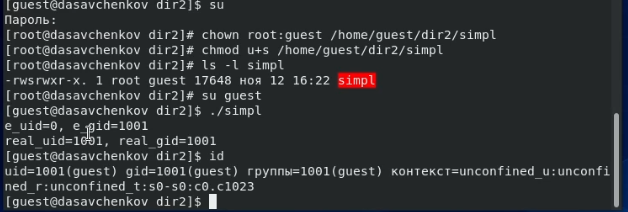 [guest@dasavchenkov dir2]$ su
Пароль:
[root@dasavchenkov dir2]# chown root:guest /home/guest/dir2/simpl
[root@dasavchenkov dir2]# chmod u+s /home/guest/dir2/simpl
[root@dasavchenkov dir2]# ls -l simpl
-rwsrwxr-x. 1 root guest 17648 ноя 12 16:22 simpl
[root@dasavchenkov dir2]# su guest
[guest@dasavchenkov dir2]$ ./simpl
e_uid=0, e_gid=1001
real_uid=1001, real_gid=1001
[guest@dasavchenkov dir2]$ id
uid=1001(guest) gid=1001(guest) группы=1001(guest) контекст=unconfined_u:unconfi
ned_r:unconfined_t:s0-s0:c0.c1023
[guest@dasavchenkov dir2]$